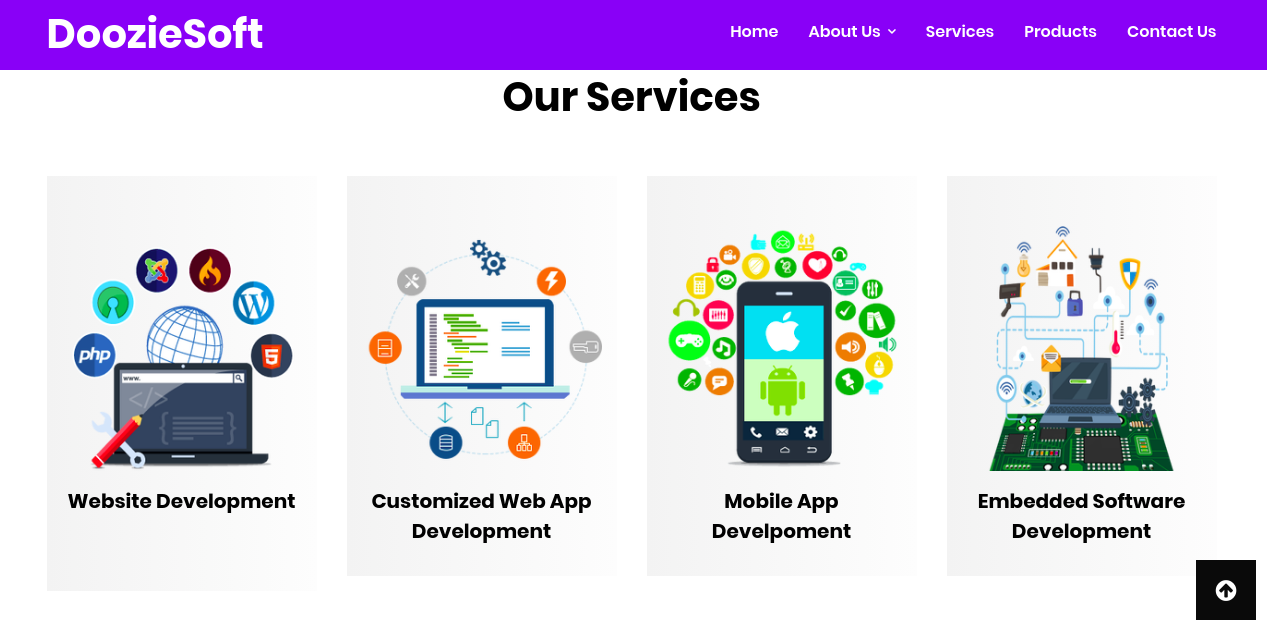 DoozieSoft
Home About Us Services Products Contact Us
Our Services
php
www.
</>
{ }
5
Website Development
Customized Web App
Development
Mobile App
Develpoment
Embedded Software
Development